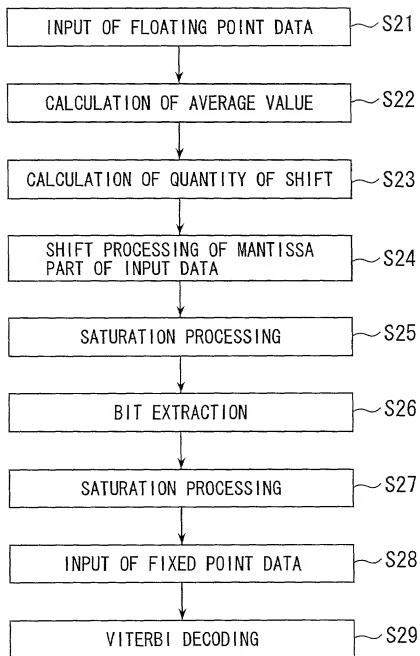 INPUT OF FLOATING POINT DATA S21
CALCULATION OF AVERAGE VALUE S22
CALCULATION OF QUANTITY OF SHIFT S23
SHIFT PROCESSING OF MANTISSA
PART OF INPUT DATA S24
SATURATION PROCESSING S25
BIT EXTRACTION S26
SATURATION PROCESSING S27
INPUT OF FIXED POINT DATA S28
VITERBI DECODING S29